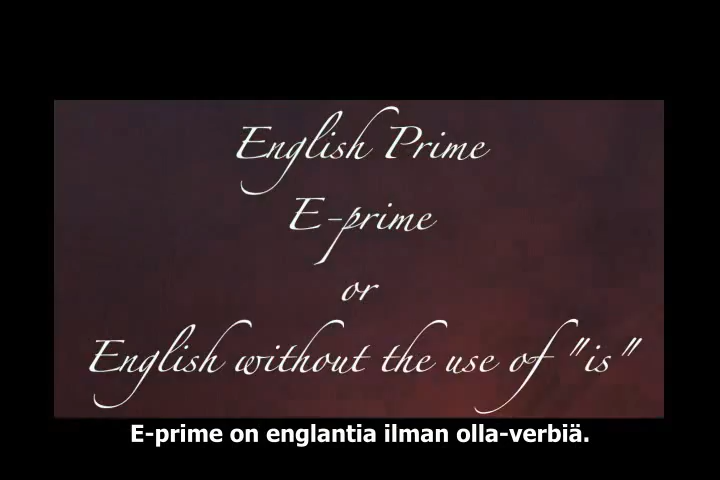 English Prime
E-prime
or
English without the use of "is"
E-prime on englantia ilman olla-verbiä.